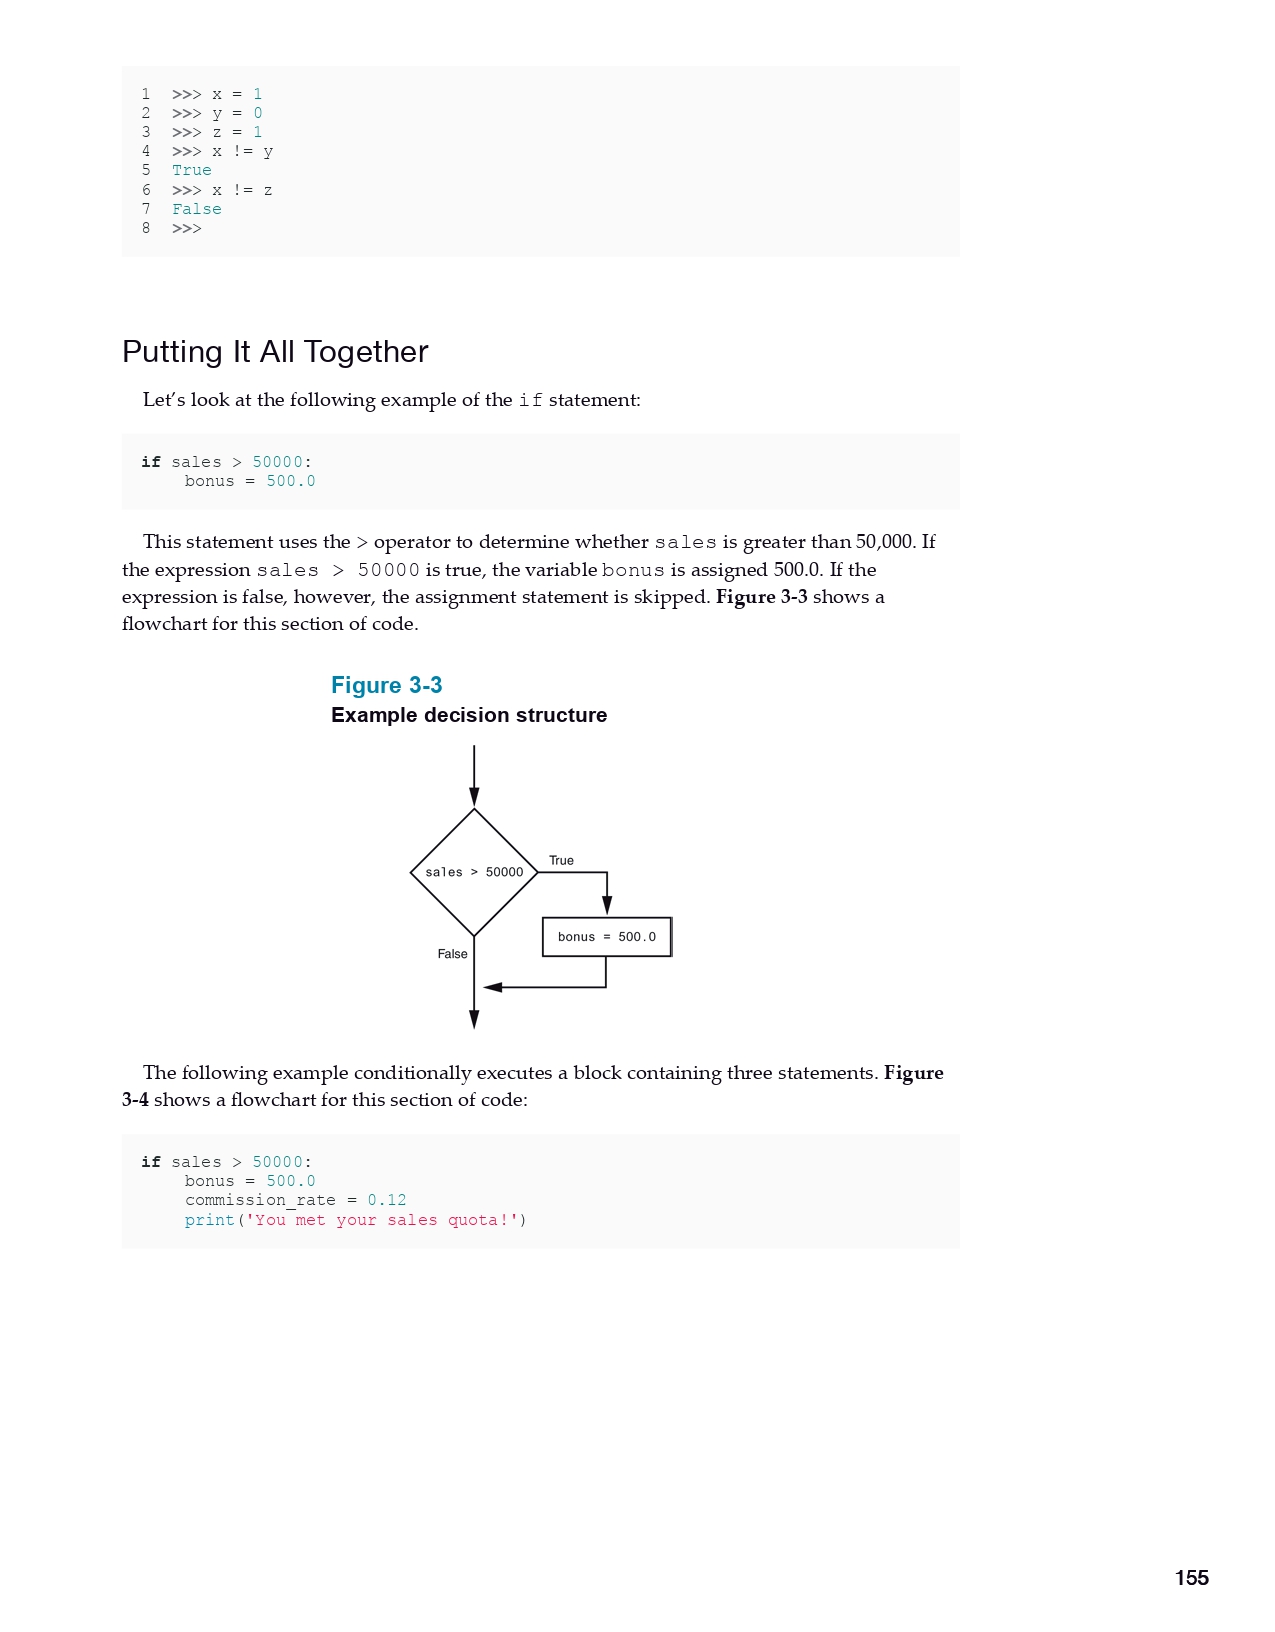 1 >>> x = 1
2 >>> y = 0
3 >>> z = 1
4 >>> x != y
5 True
6 >>> x != z
7 False
8 >>>
Putting It All Together
Let’s look at the following example of the if statement:
if sales > 50000:
    bonus = 500.0
This statement uses the > operator to determine whether sales is greater than 50,000. If
the expression sales > 50000 is true, the variable bonus is assigned 500.0. If the
expression is false, however, the assignment statement is skipped. Figure 3-3 shows a
flowchart for this section of code.
Figure 3-3
Example decision structure
sales > 50000
True
bonus = 500.0
False
The following example conditionally executes a block containing three statements. Figure
3-4 shows a flowchart for this section of code:
if sales > 50000:
    bonus = 500.0
    commission_rate = 0.12
    print('You met your sales quota!')
155